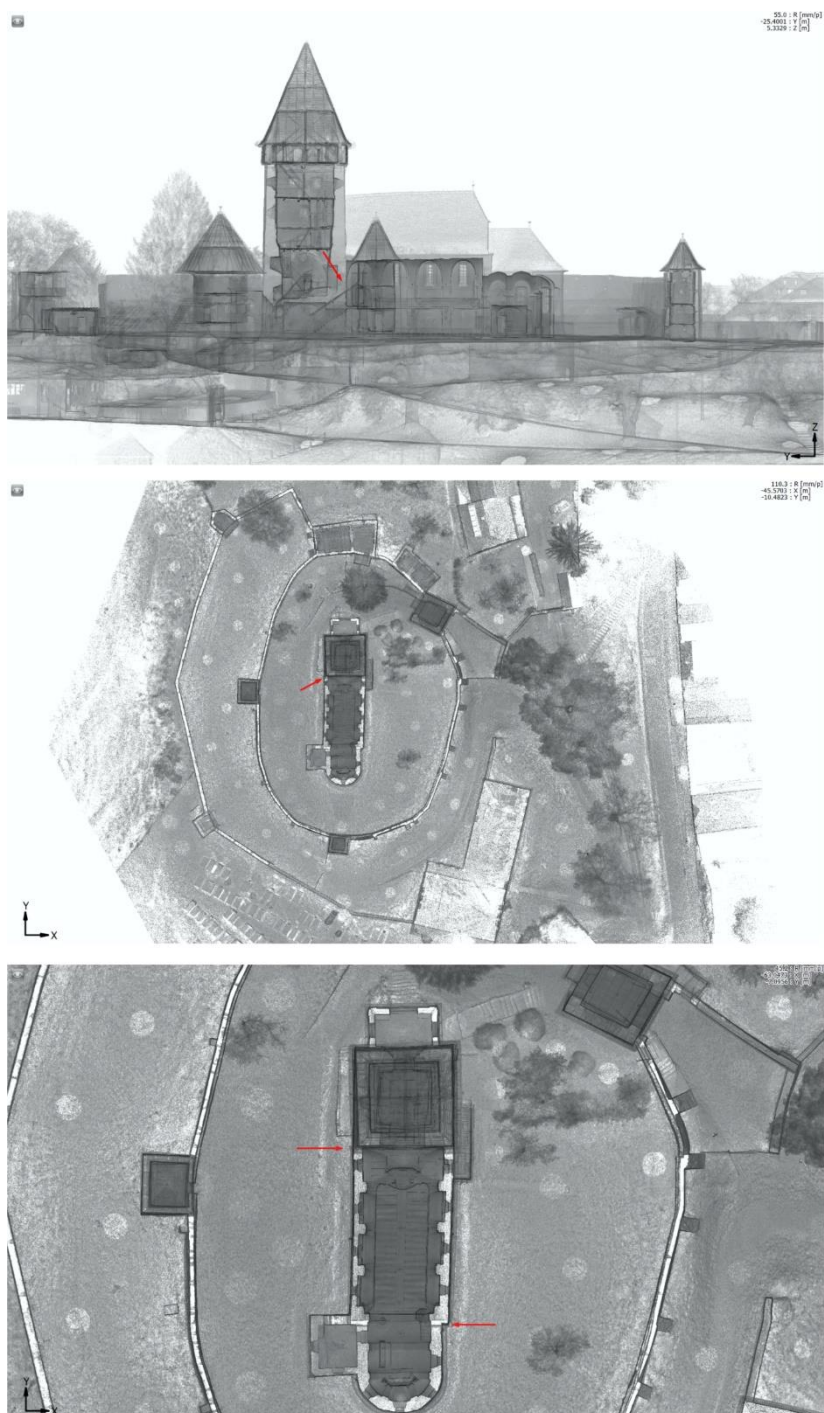 55.0 : R [mm/p]
-25.4001 : Y [m]
5.3329 : Z [m]
Z
Y
110.3 : R [mm/p]
-45.5703 : X [m]
-10.4823 : Y [m]
Y
X
Y
X